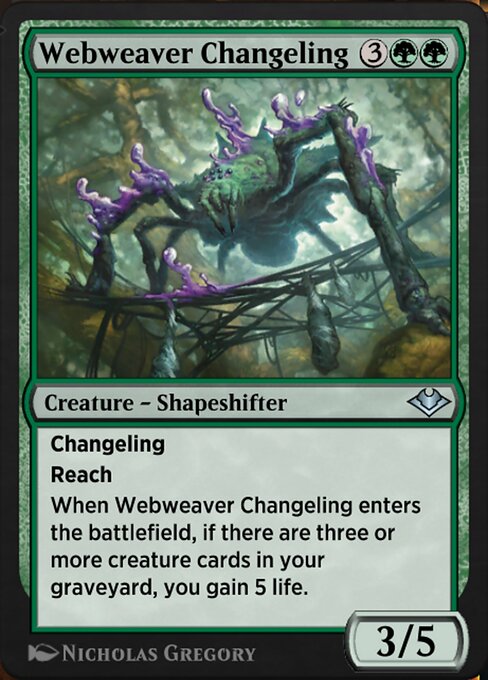 Webweaver Changeling 3
Creature – Shapeshifter
Changeling
Reach
When Webweaver Changeling enters
the battlefield, if there are three or
more creature cards in your
graveyard, you gain 5 life.
3/5
Nicholas Gregory